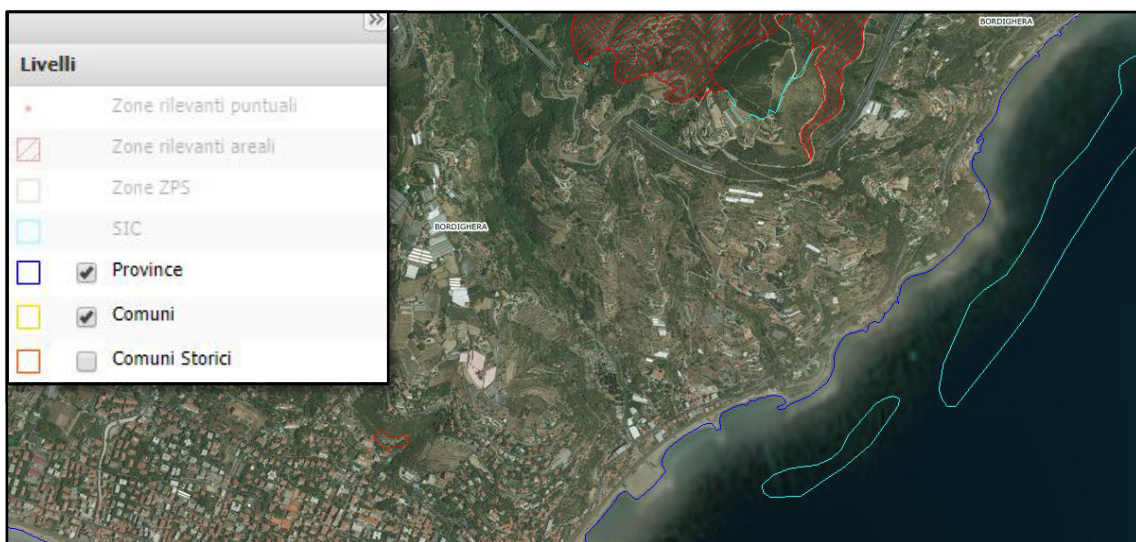 Livelli
Zone rilevanti puntuali
Zone rilevanti areali
Zone ZPS
SIC
Province
Comuni
Comuni Storici
BORDIGHERA
BORDIGHERA